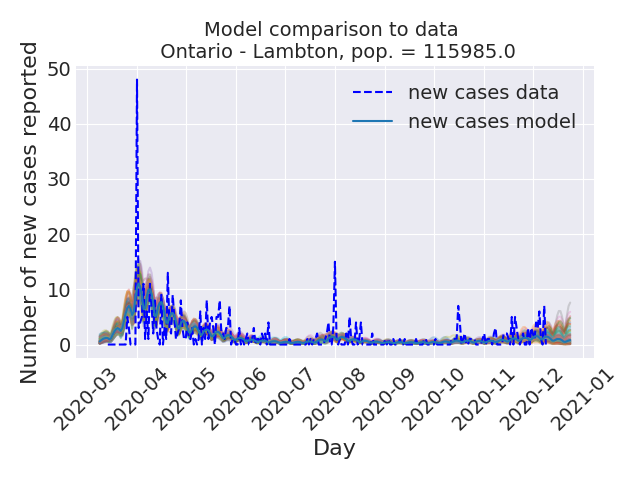 Model comparison to data
Ontario - Lambton, pop. = 115985.0
Number of new cases reported
50
40
30
20
10
0
new cases data
new cases model
2020-03
2020-04
2020-05
2020-06
2020-07
2020-08
2020-09
2020-10
2020-11
2020-12
2021-01
Day